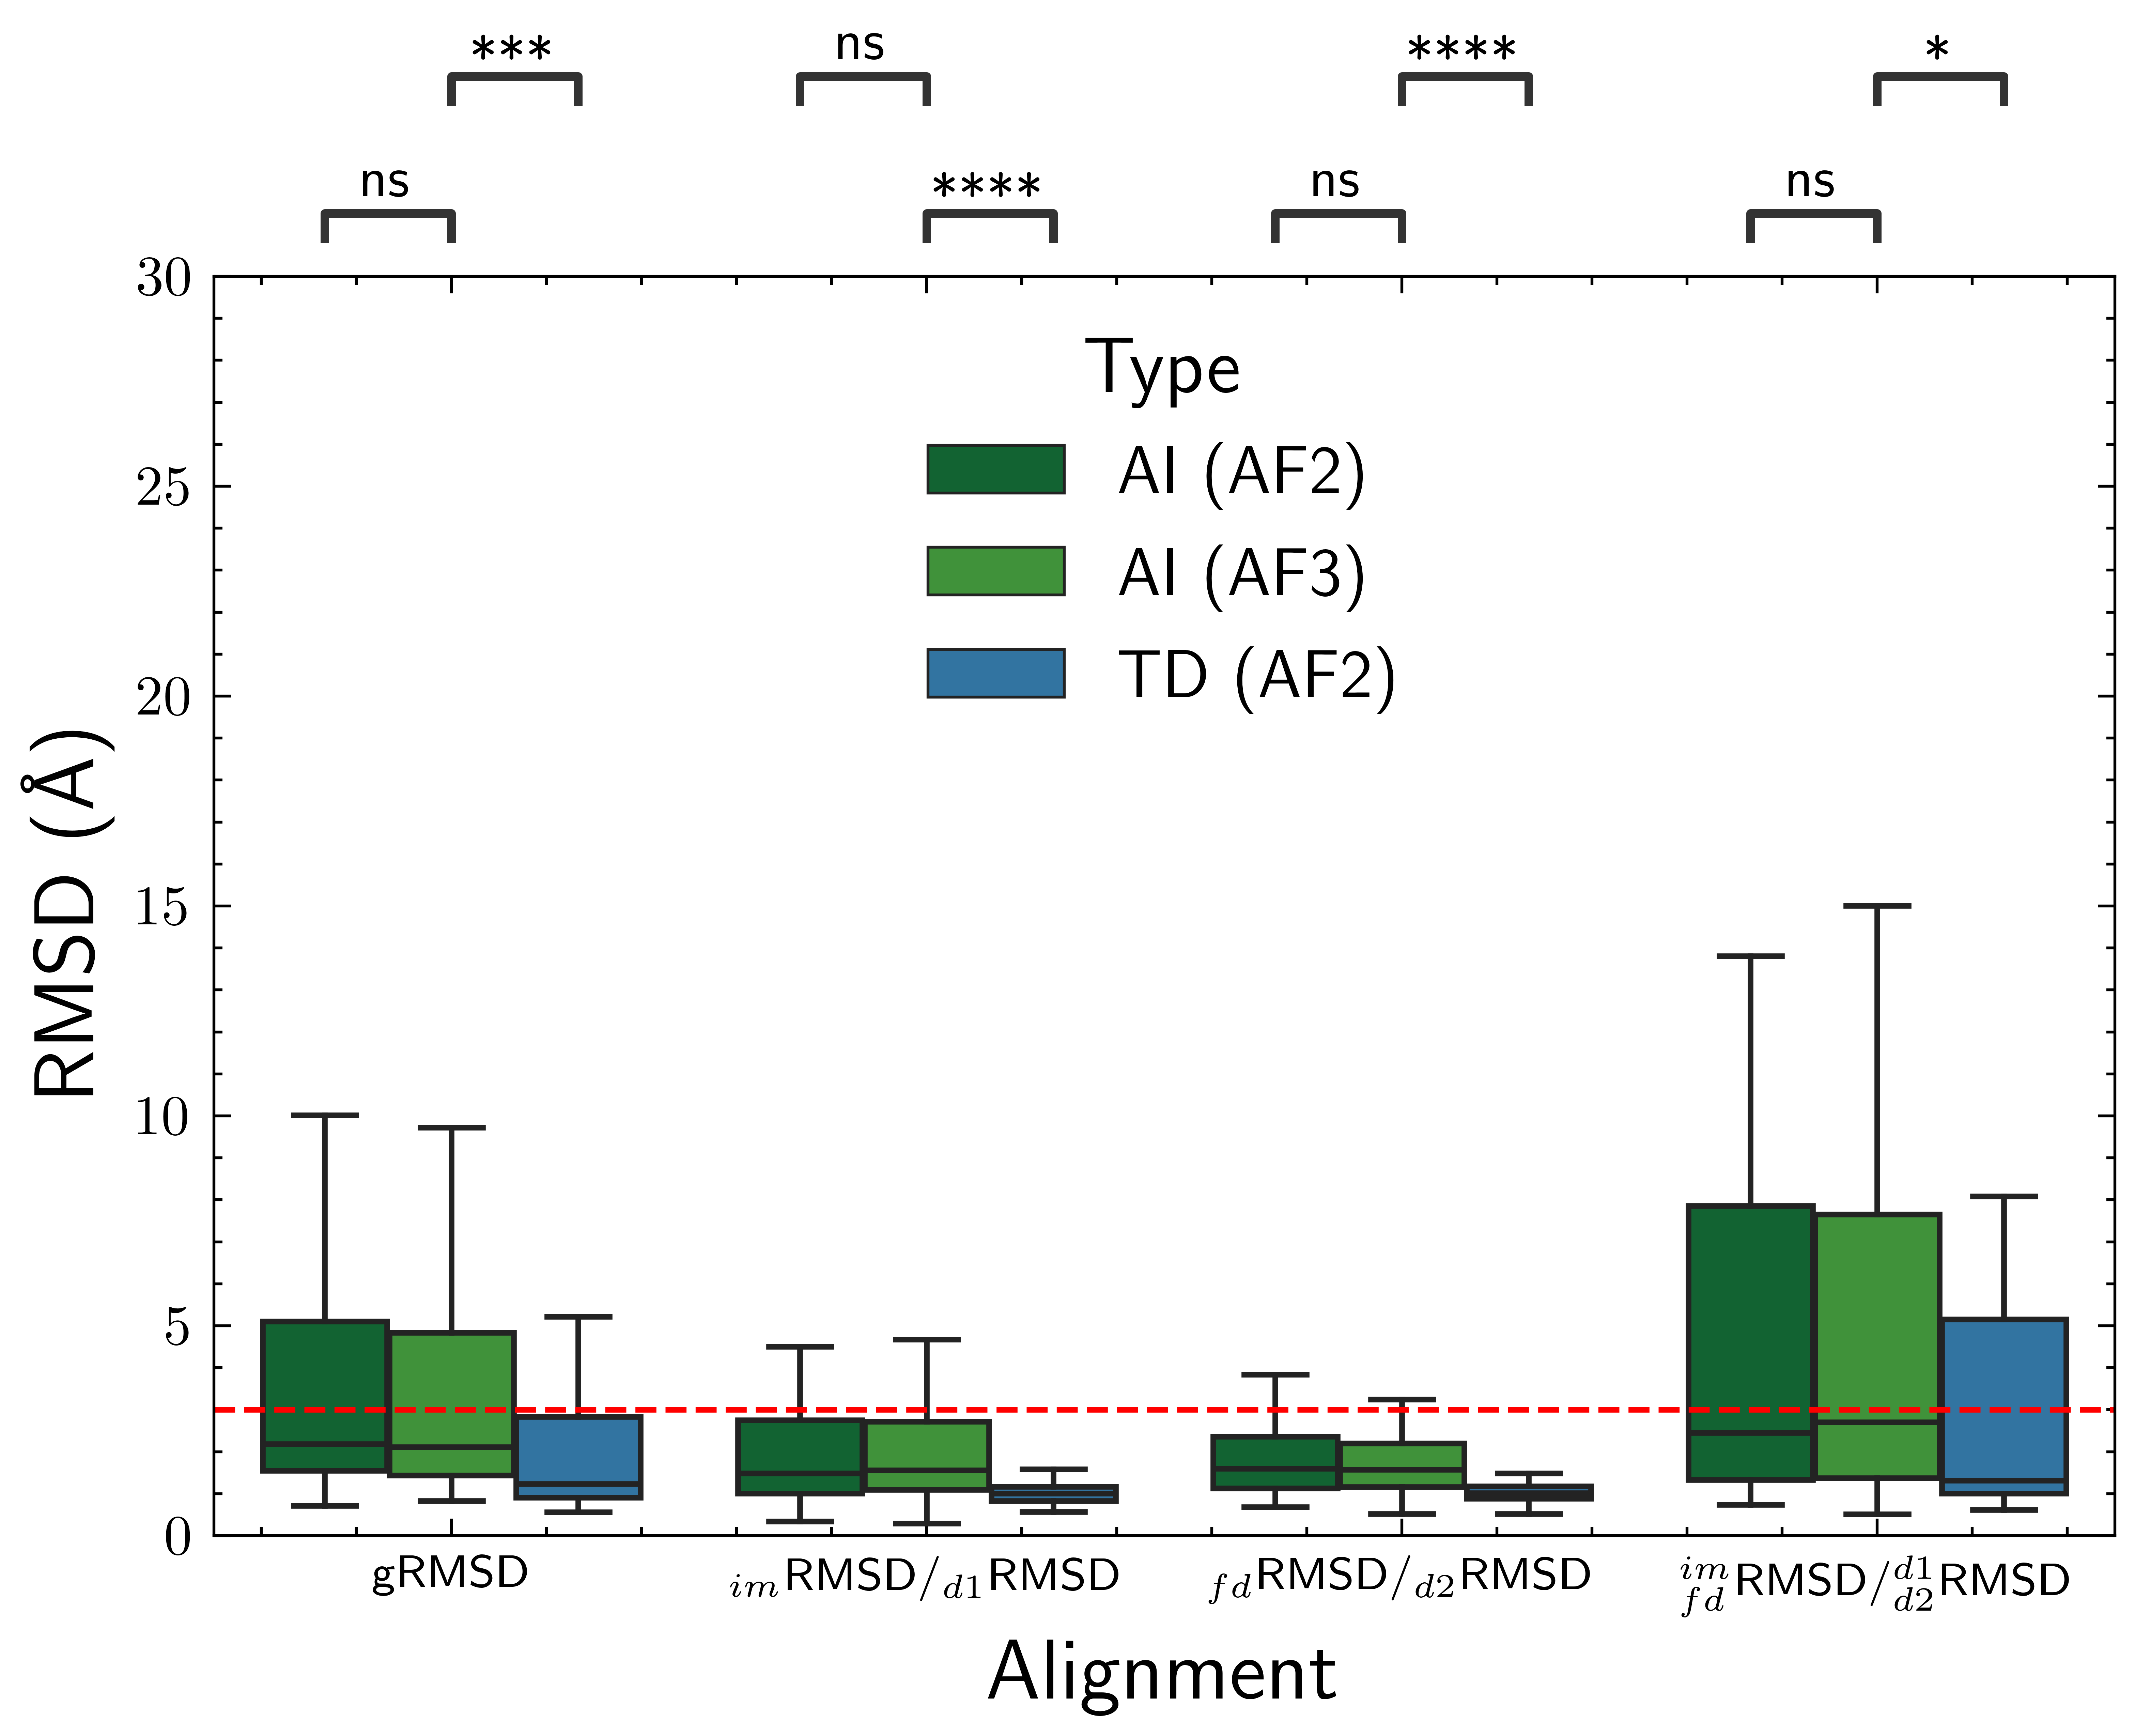 *** ns **** *
ns **** ns ns
30
Type
AI (AF2)
25
AI (AF3)
TD (AF2)
20
15
10
5
0
RMSD (Å)
gRMSD imRMSD/d1RMSD fdRMSD/d2RMSD im fdRMSD/d1 d2RMSD
Alignment